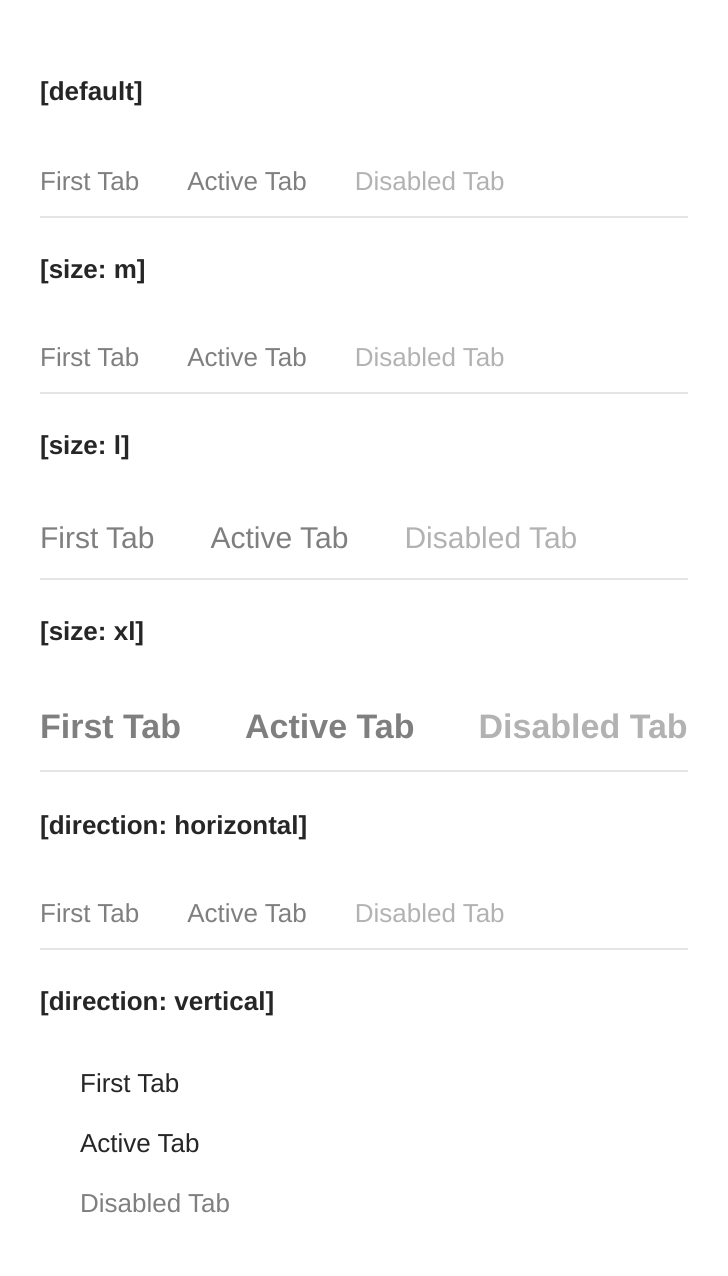 [default]
First Tab Active Tab Disabled Tab
[size: m]
First Tab Active Tab Disabled Tab
[size: l]
First Tab Active Tab Disabled Tab
[size: xl]
First Tab Active Tab Disabled Tab
[direction: horizontal]
First Tab Active Tab Disabled Tab
[direction: vertical]
First Tab
Active Tab
Disabled Tab